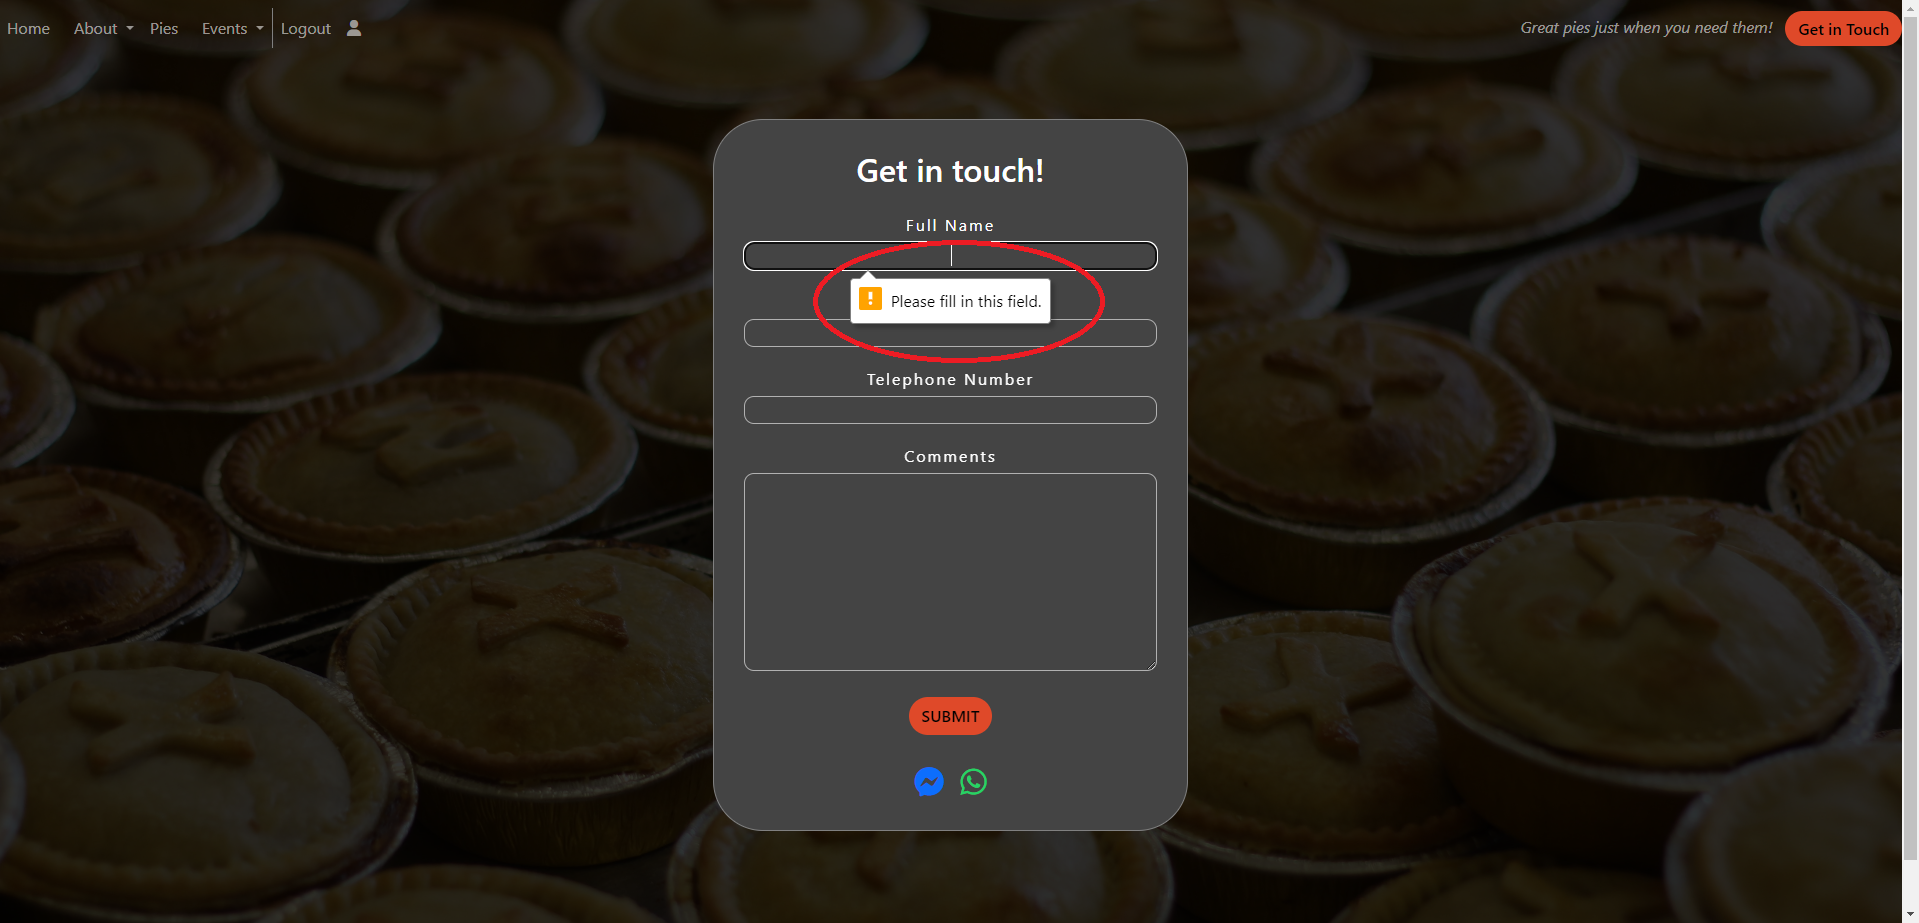 Home About Pies Events Logout Great pies just when you need them! Get in Touch
Get in touch!
Full Name
Please fill in this field.
Telephone Number
Comments
SUBMIT